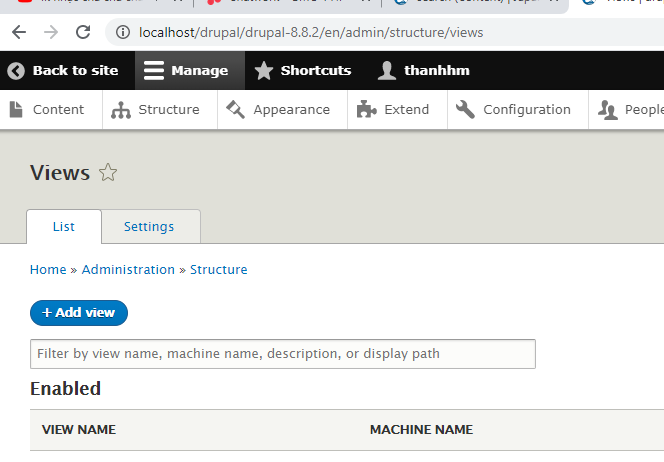 localhost/drupal/drupal-8.8.2/en/admin/structure/views
Back to site Manage Shortcuts thanhhm
Content Structure Appearance Extend Configuration People
Views
List Settings
Home » Administration » Structure
+ Add view
Filter by view name, machine name, description, or display path
Enabled
VIEW NAME MACHINE NAME